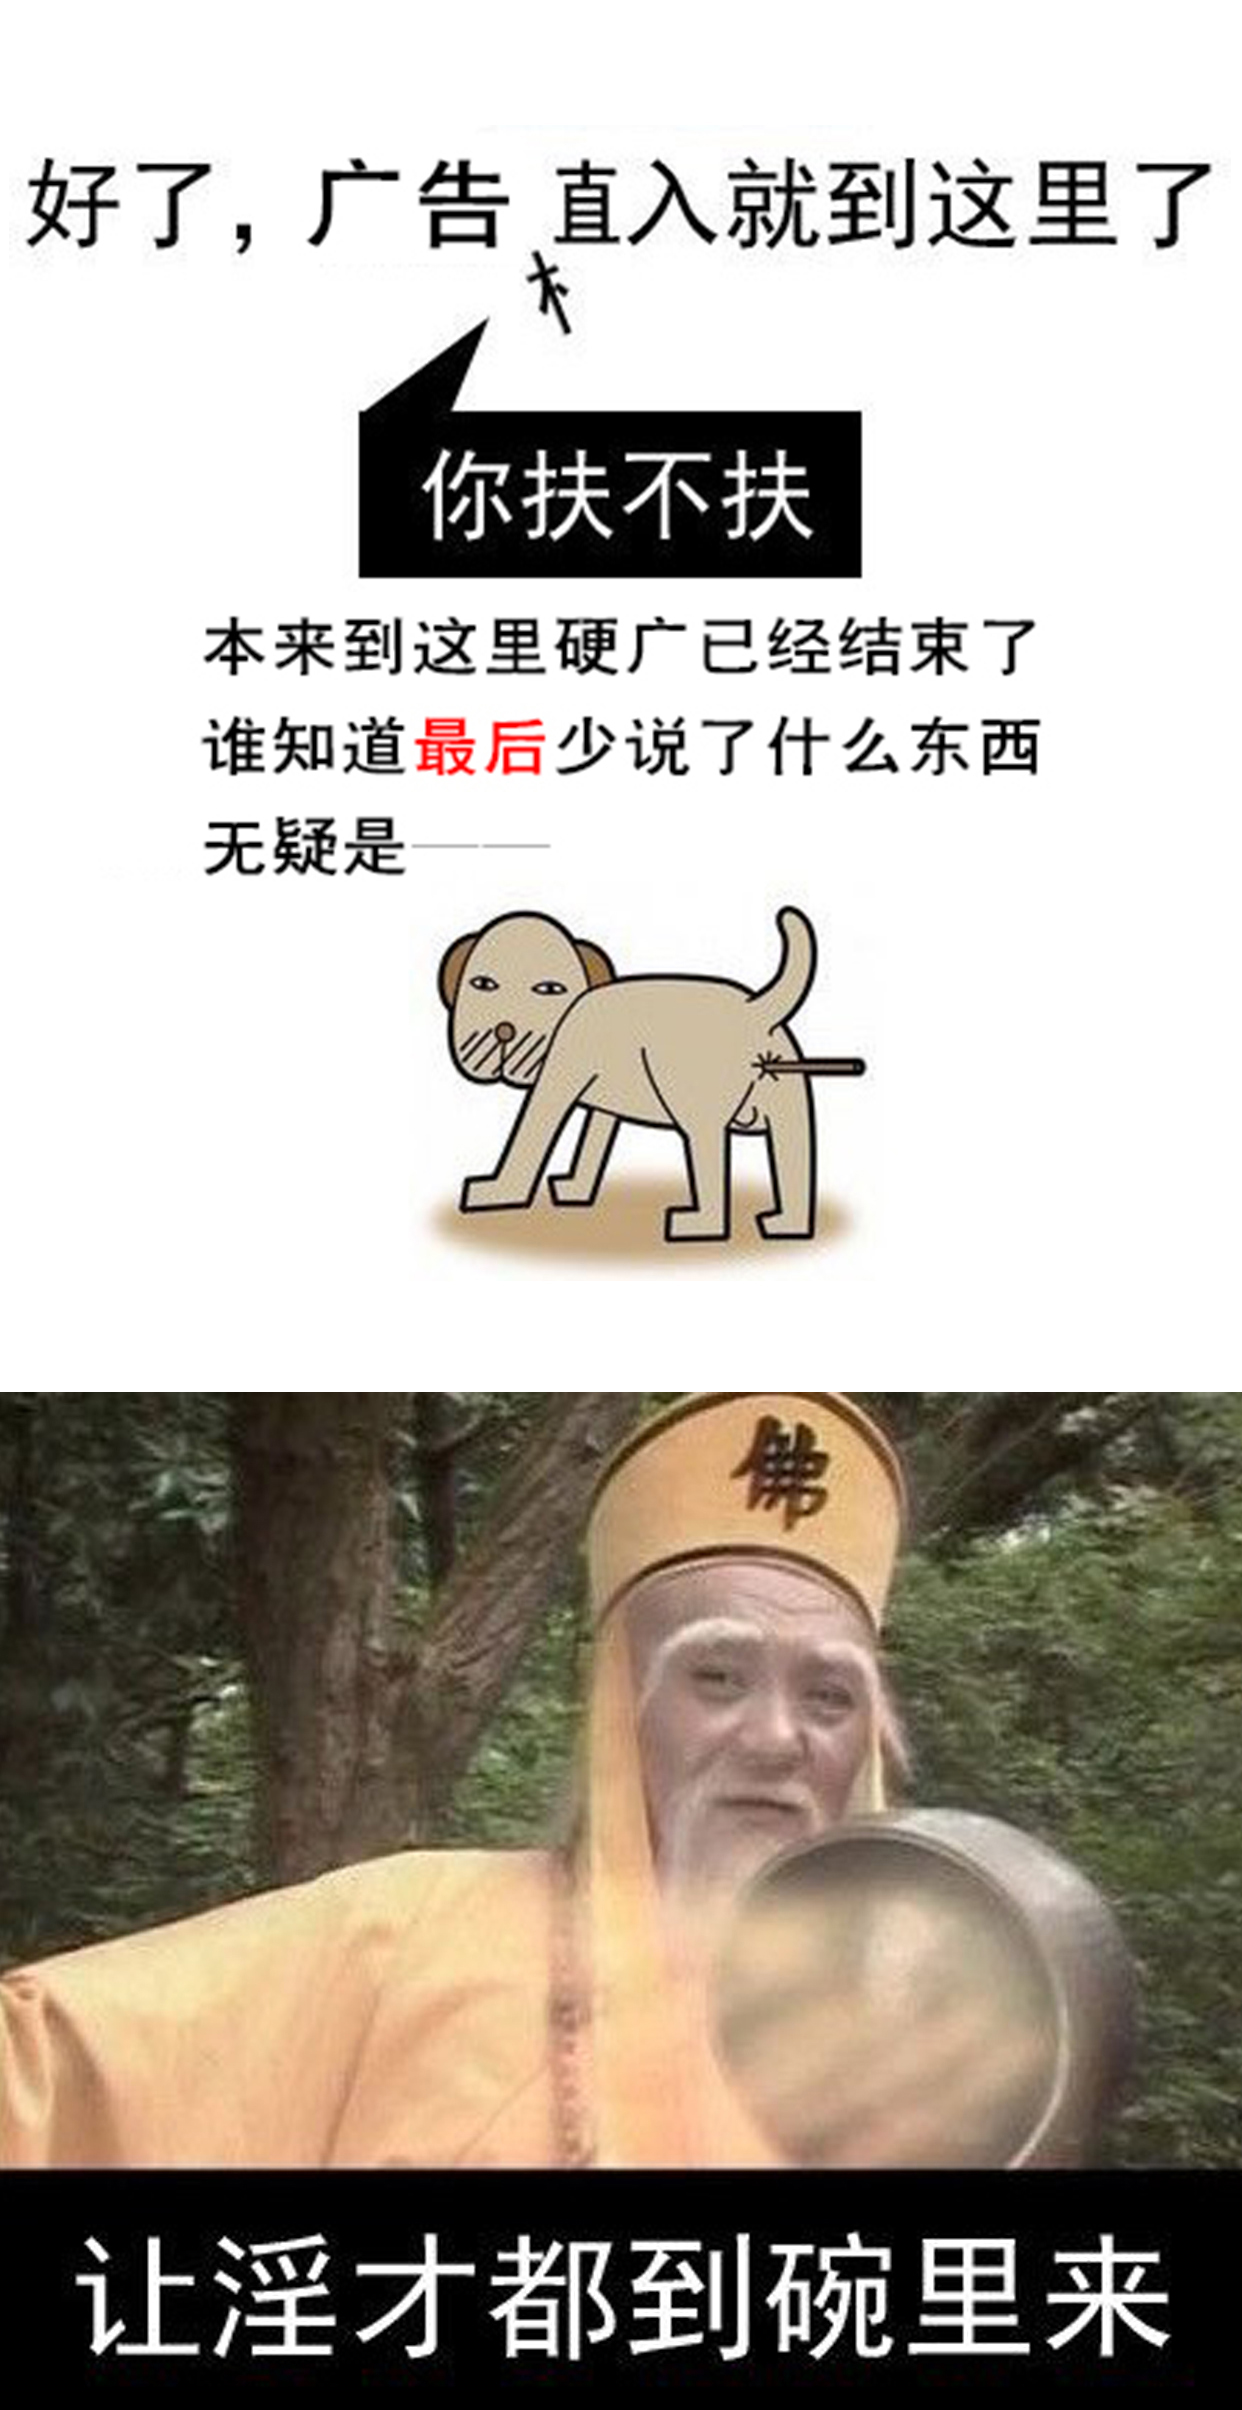 好了，广告 直入就到这里了
木
你扶不扶
本来到这里硬广已经结束了
谁知道最后少说了什么东西
无疑是——
佛
让淫才都到碗里来